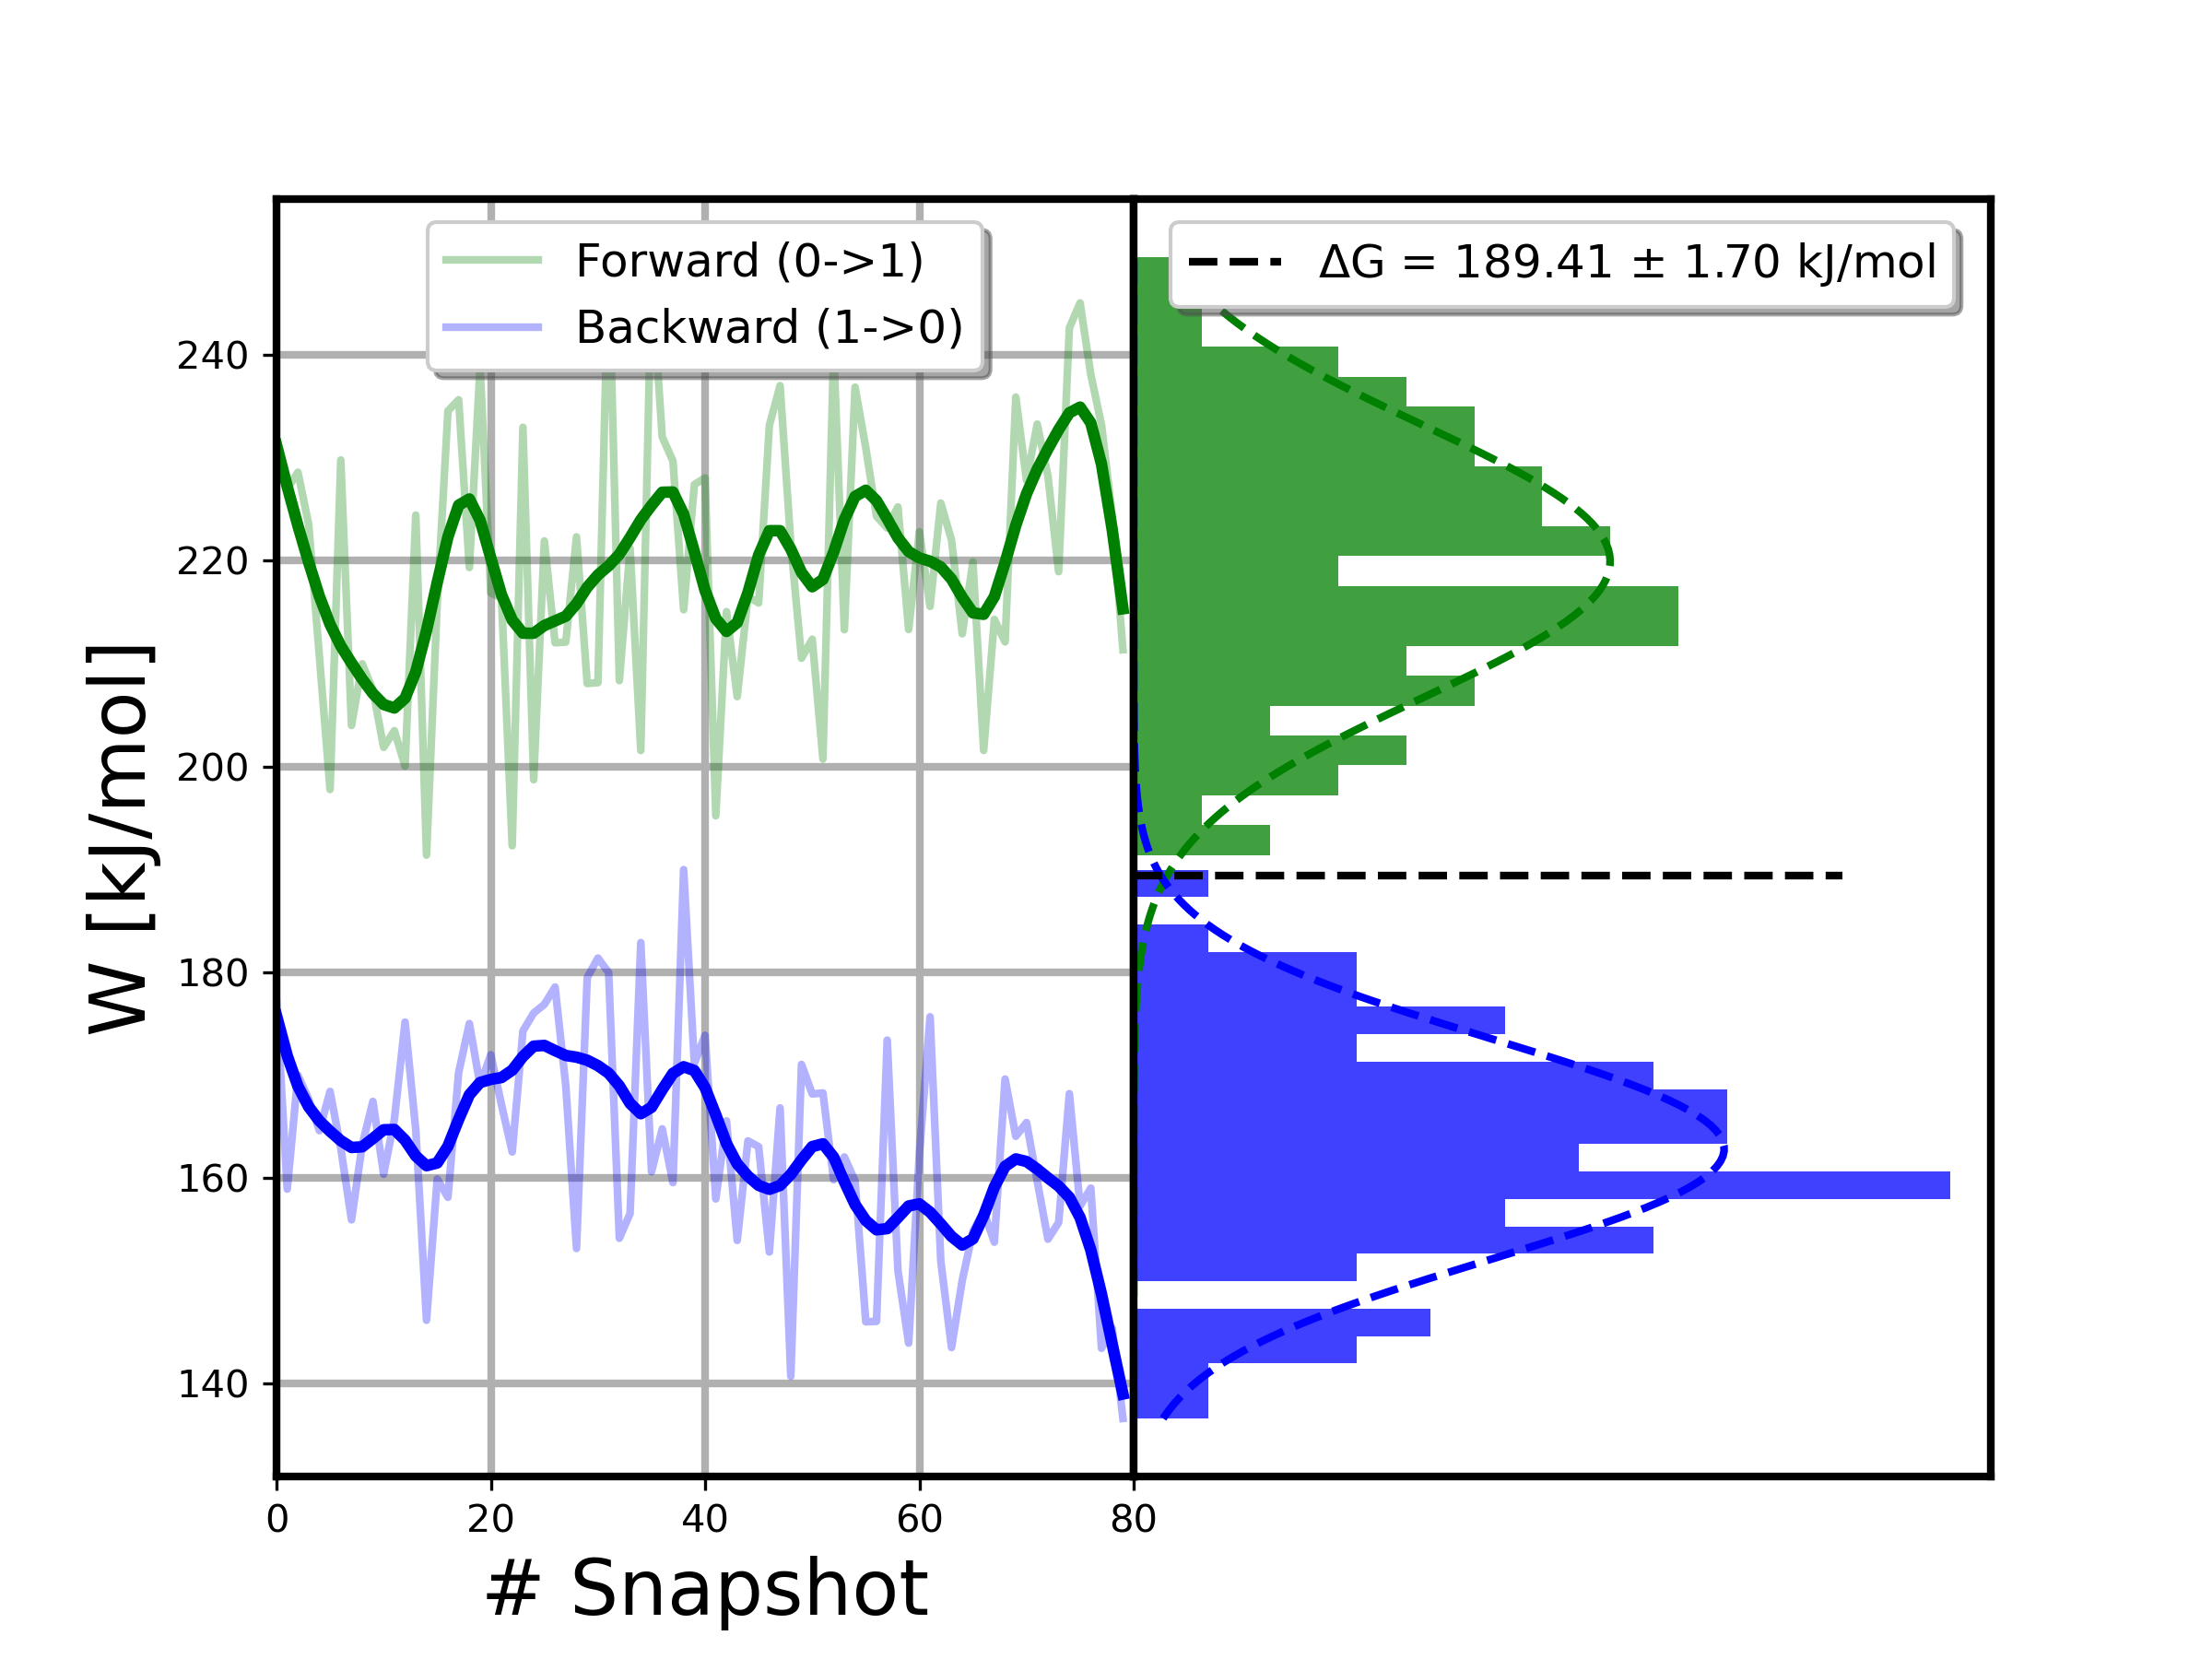 Forward (0->1)
Backward (1->0)
ΔG = 189.41 ± 1.70 kJ/mol
W [kJ/mol]
240
220
200
180
160
140
0 20 40 60 80
# Snapshot